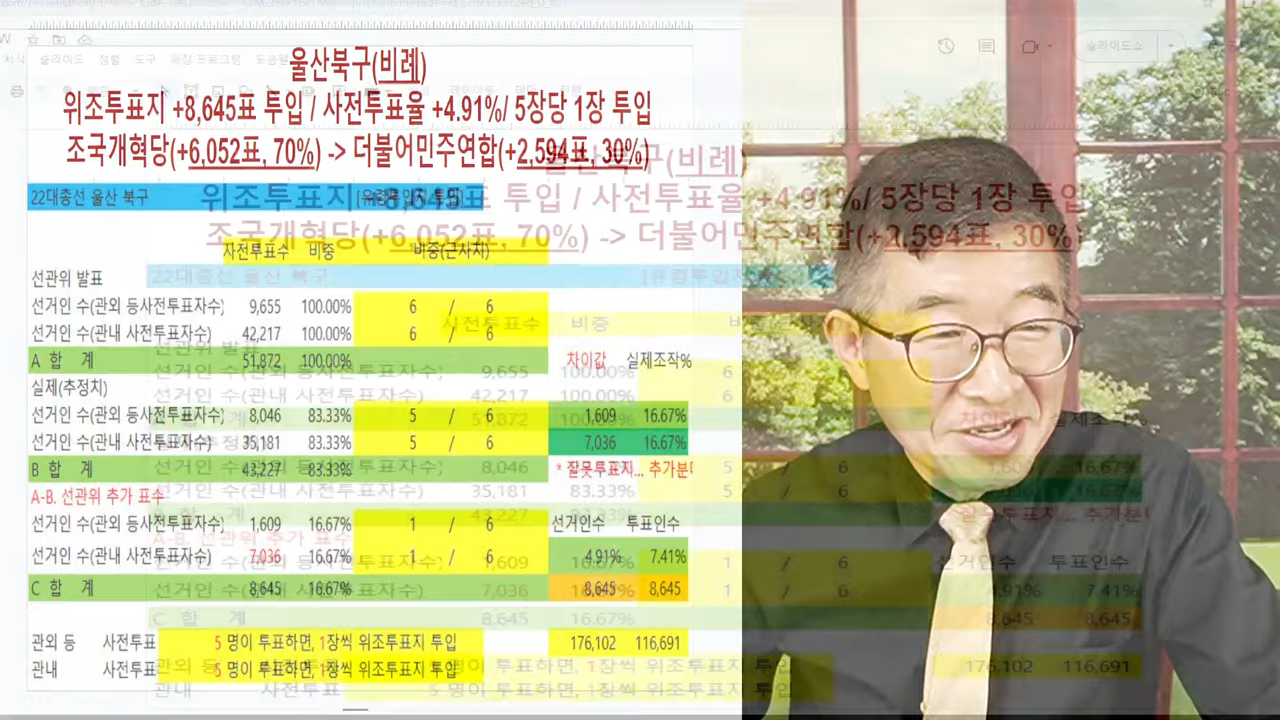 울산북구(비례)
위조투표지 +8,645표 투입 / 사전투표율 +4.91%/ 5장당 1장 투입
조국개혁당(+6,052표, 70%) -> 더불어민주연합(+2,594표, 30%)
22대총선 울산 북구 [유령투입지 투입]
사전투표수 비중 비중(근사치)
선관위 발표
선거인 수(관외 등사전투표자수) 9,655 100.00% 6 / 6
선거인 수(관내 사전투표자수) 42,217 100.00% 6 / 6
A 합 계 51,872 100.00% 차이값 실제조작%
실제(추정치)
선거인 수(관외 등사전투표자수) 8,046 83.33% 5 / 6 1,609 16.67%
선거인 수(관내 사전투표자수) 35,181 83.33% 5 / 6 7,036 16.67%
B 합 계 43,227 83.33% * 잘못투표지... 추가분
A-B. 선관위 추가 표수
선거인 수(관외 등사전투표자수) 1,609 16.67% 1 / 6 선거인수 투표인수
선거인 수(관내 사전투표자수) 7,036 16.67% 1 / 6 4.91% 7.41%
C 합 계 8,645 16.67% 8,645 8,645
관외 등 사전투표 5 명이 투표하면, 1장씩 위조투표지 투입 176,102 116,691
관내 사전투표 5 명이 투표하면, 1장씩 위조투표지 투입